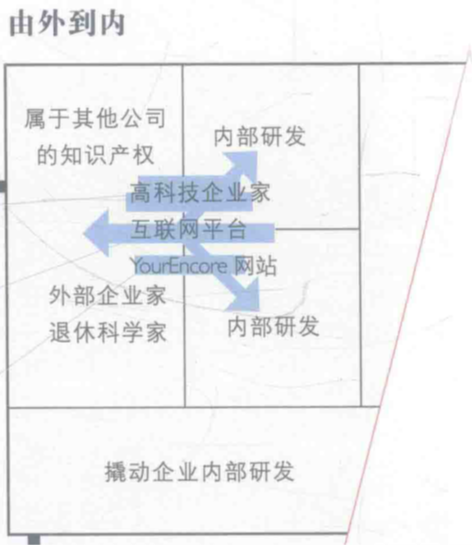 由外到内
属于其他公司
的知识产权
内部研发
高科技企业家
互联网平台
YourEncore 网站
外部企业家
退休科学家
内部研发
撬动企业内部研发